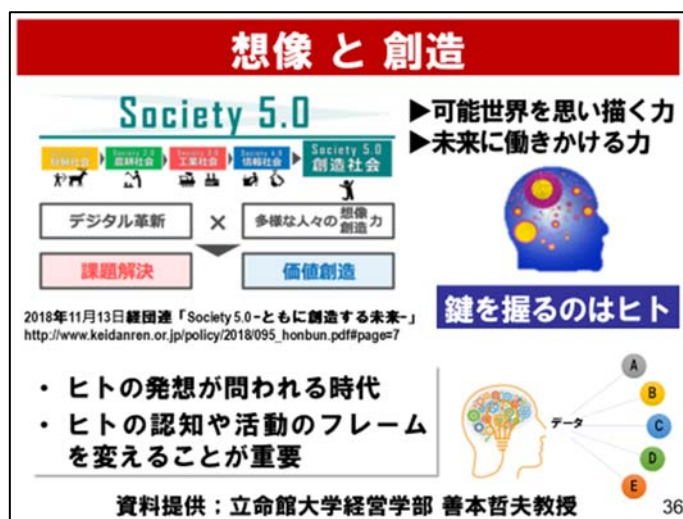 想像 と 創造
Society 5.0
▶可能世界を思い描く力
▶未来に働きかける力
Society 2.0
農耕社会
Society 3.0
工業社会
Society 4.0
情報社会
Society 5.0
創造社会
デジタル革新 × 多様な人々の想像創造力
課題解決 価値創造
鍵を握るのはヒト
2018年11月13日経団連「Society 5.0-ともに創造する未来-」
http://www.keidanren.or.jp/policy/2018/095_honbun.pdf#page=7
・ ヒトの発想が問われる時代
・ ヒトの認知や活動のフレーム
を変えることが重要
データ
A
B
C
D
E
資料提供：立命館大学経営学部 善本哲夫教授
36